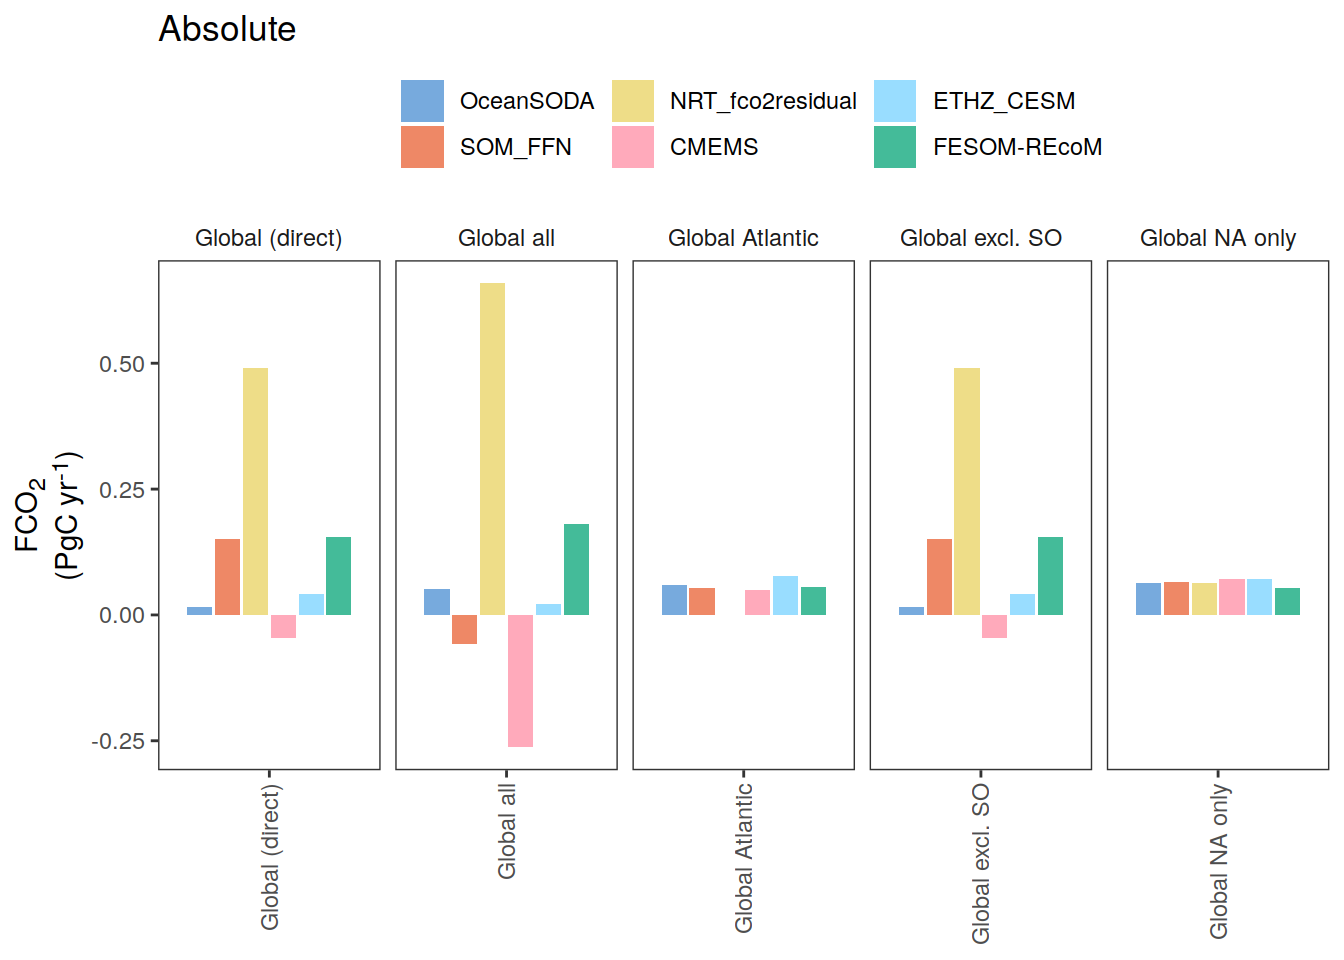 Absolute
OceanSODA NRT_fco2residual ETHZ_CESM
SOM_FFN CMEMS FESOM-REcoM
Global (direct) Global all Global Atlantic Global excl. SO Global NA only
FCO₂
(PgC yr⁻¹)
0.50
0.25
0.00
-0.25
Global (direct)
Global all
Global Atlantic
Global excl. SO
Global NA only